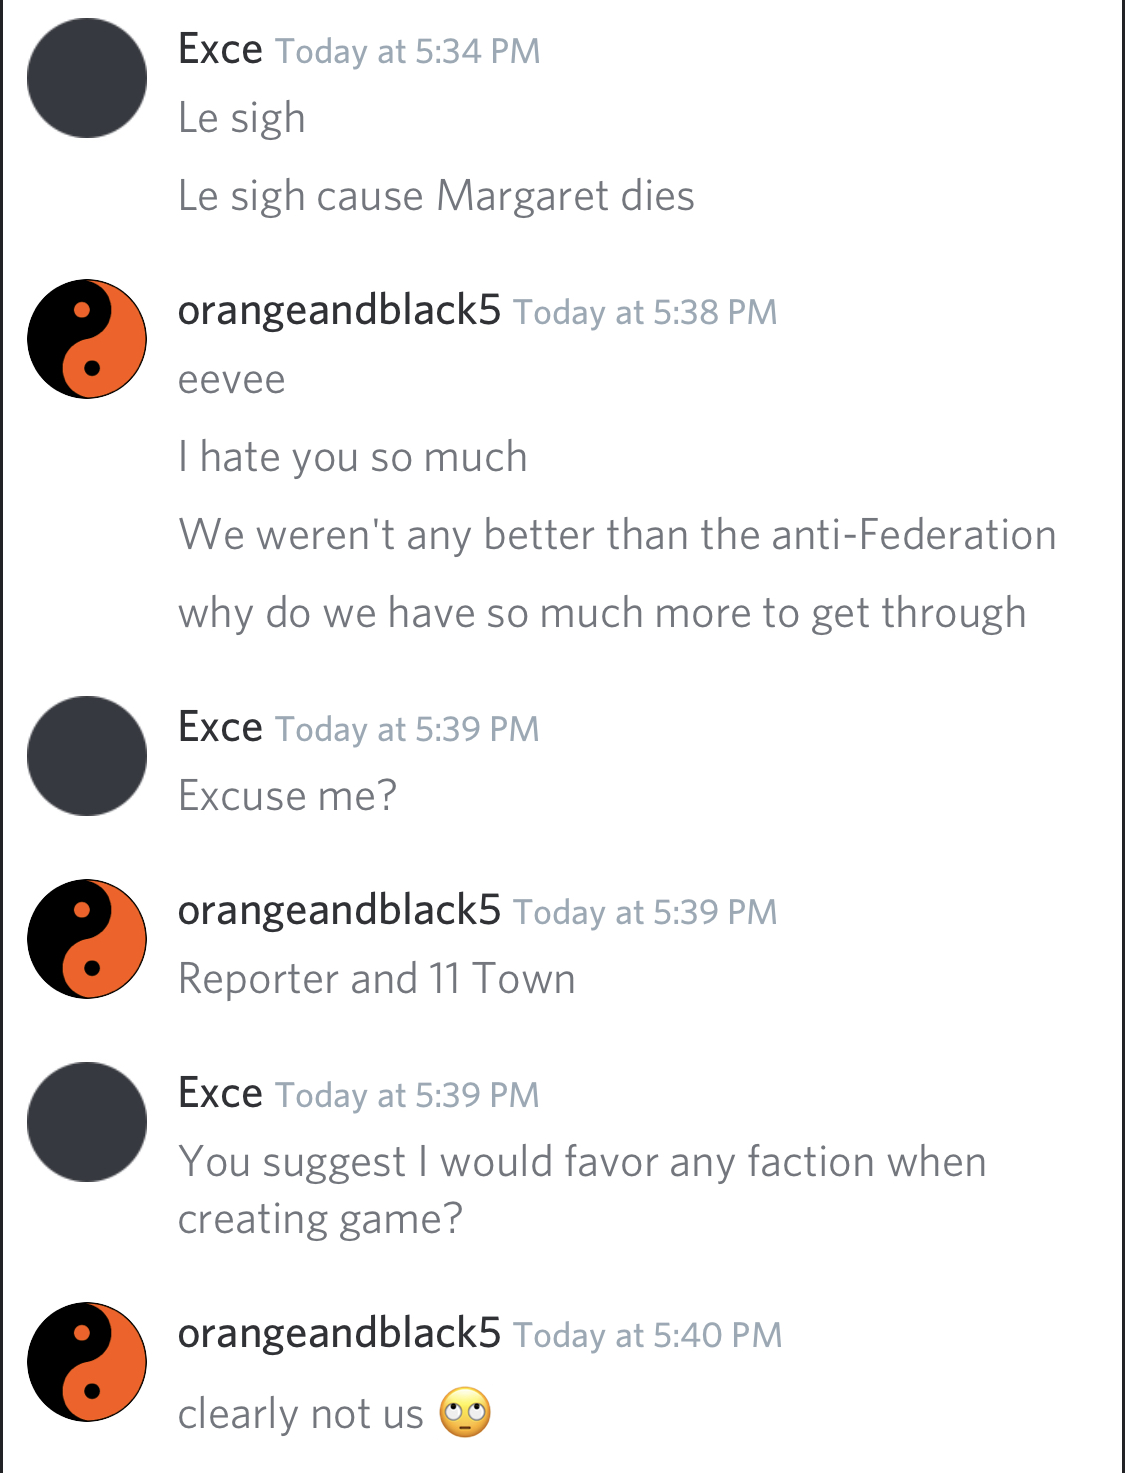 Exce Today at 5:34 PM
Le sigh
Le sigh cause Margaret dies
orangeandblack5 Today at 5:38 PM
eevee
I hate you so much
We weren't any better than the anti-Federation
why do we have so much more to get through
Exce Today at 5:39 PM
Excuse me?
orangeandblack5 Today at 5:39 PM
Reporter and 11 Town
Exce Today at 5:39 PM
You suggest I would favor any faction when
creating game?
orangeandblack5 Today at 5:40 PM
clearly not us 🙄